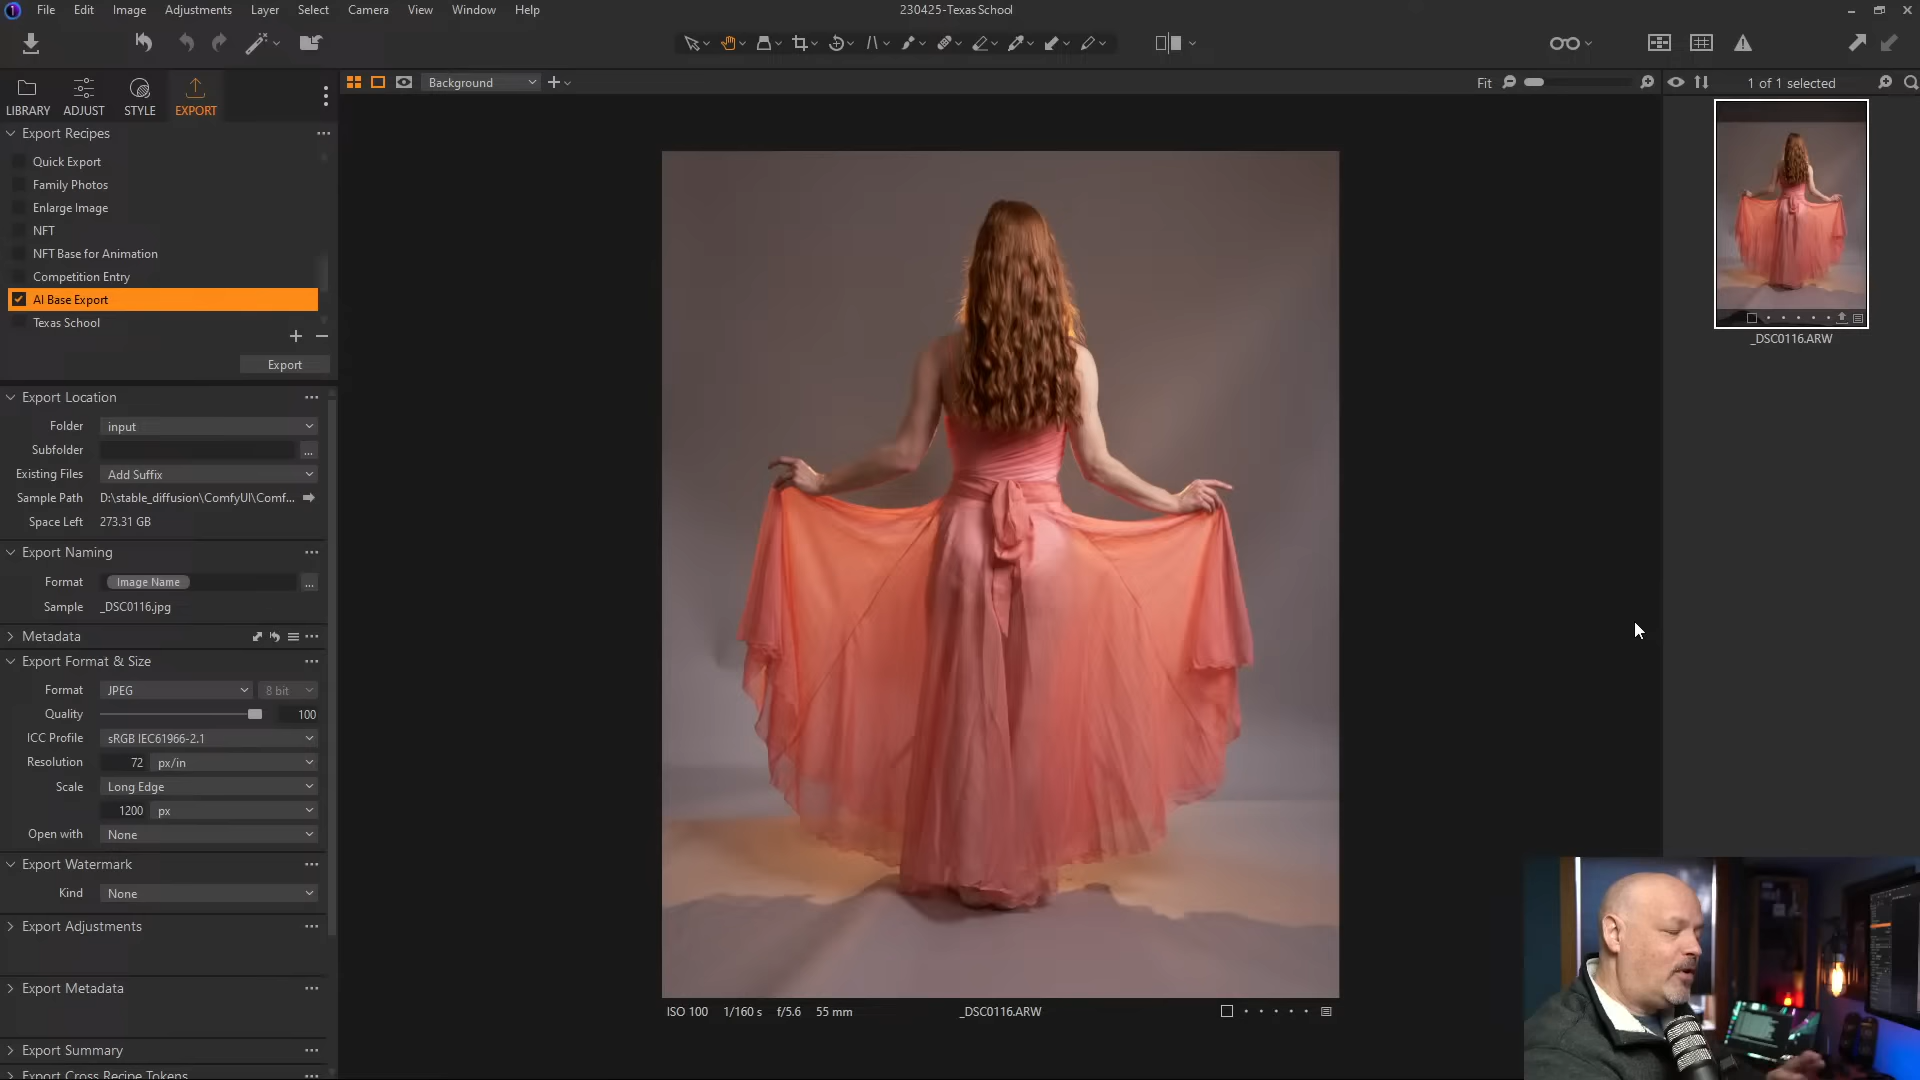 File Edit Image Adjustments Layer Select Camera View Window Help
230425-Texas School
LIBRARY ADJUST STYLE EXPORT
Background
Fit
1 of 1 selected
Export Recipes
Quick Export
Family Photos
Enlarge Image
NFT
NFT Base for Animation
Competition Entry
AI Base Export
Texas School
Export
Export Location
Folder input
Subfolder ...
Existing Files Add Suffix
Sample Path D:\stable_diffusion\ComfyUI\Comf...
Space Left 273.31 GB
Export Naming
Format Image Name ...
Sample _DSC0116.jpg
Metadata
Export Format & Size
Format JPEG 8 bit
Quality 100
ICC Profile sRGB IEC61966-2.1
Resolution 72 px/in
Scale Long Edge
1200 px
Open with None
Export Watermark
Kind None
Export Adjustments
Export Metadata
Export Summary
Export Cross Recipe Tokens
ISO 100 1/160 s f/5.6 55 mm
_DSC0116.ARW
_DSC0116.ARW